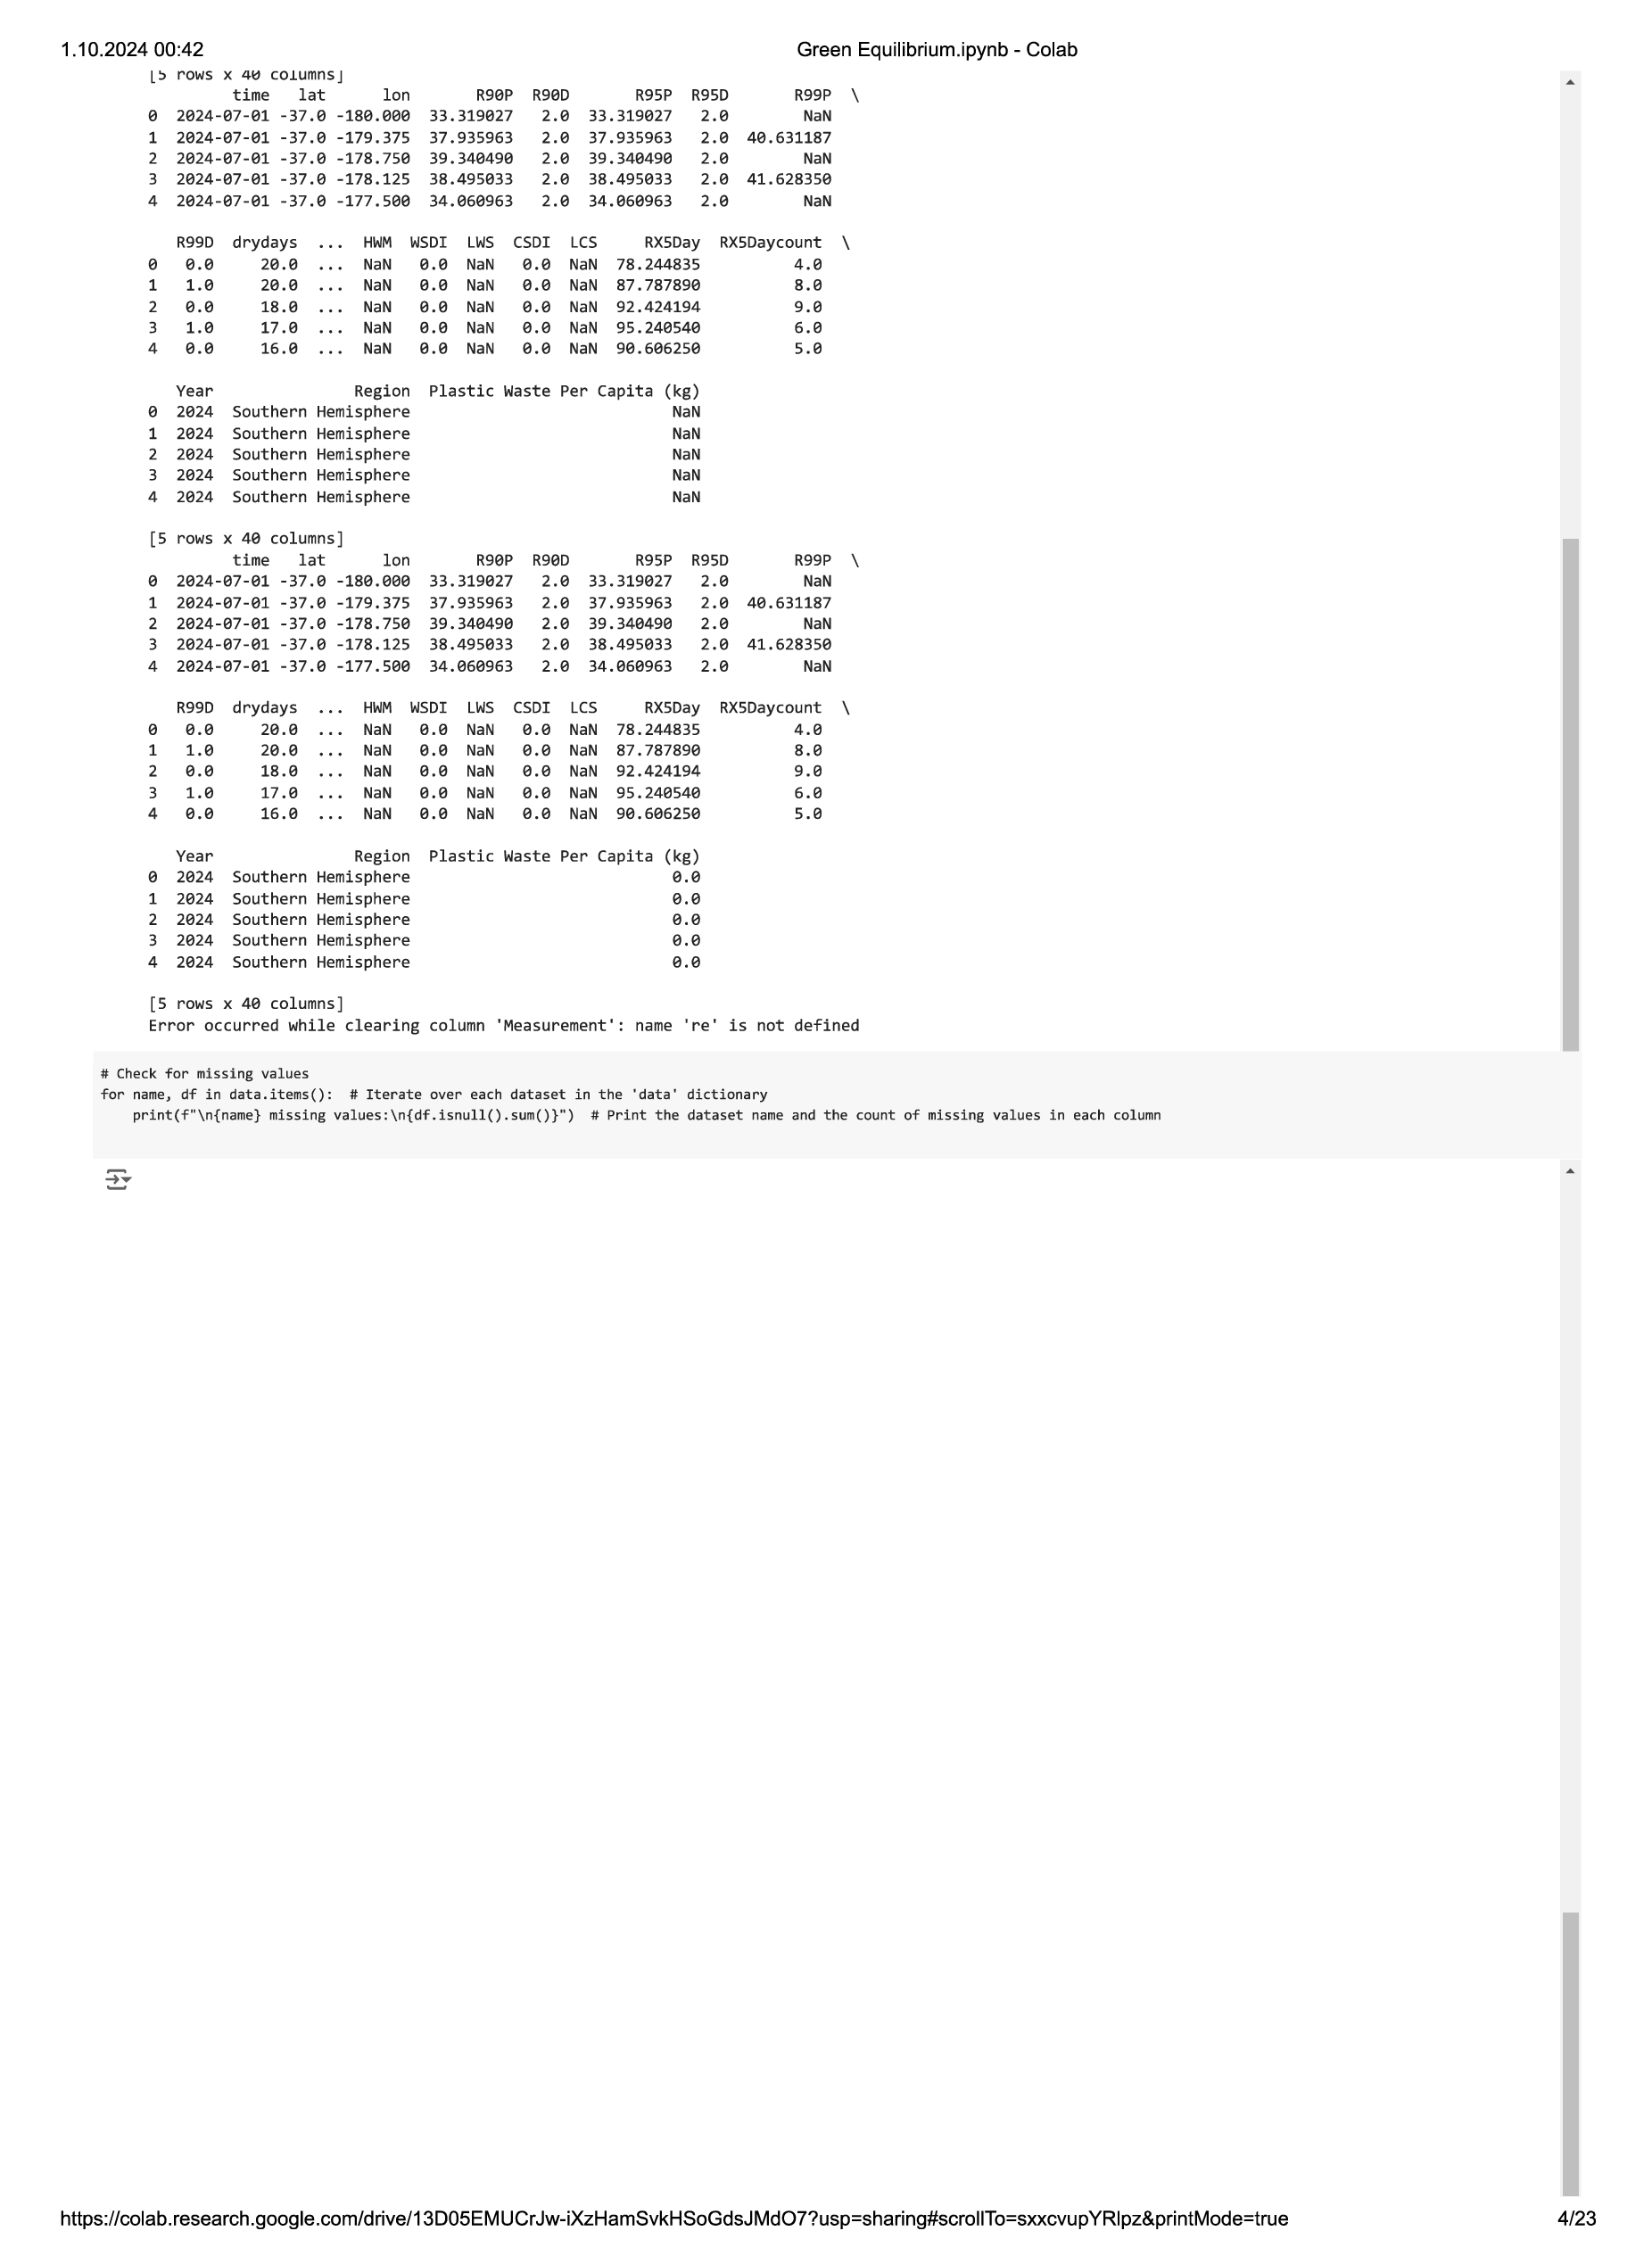 1.10.2024 00:42 Green Equilibrium.ipynb - Colab
[5 rows x 40 columns]
         time   lat      lon       R90P  R90D       R95P  R95D       R99P  \
0  2024-07-01 -37.0 -180.000  33.319027   2.0  33.319027   2.0        NaN
1  2024-07-01 -37.0 -179.375  37.935963   2.0  37.935963   2.0  40.631187
2  2024-07-01 -37.0 -178.750  39.340490   2.0  39.340490   2.0        NaN
3  2024-07-01 -37.0 -178.125  38.495033   2.0  38.495033   2.0  41.628350
4  2024-07-01 -37.0 -177.500  34.060963   2.0  34.060963   2.0        NaN
   R99D  drydays  ...  HWM  WSDI  LWS  CSDI  LCS     RX5Day  RX5Daycount  \
0   0.0     20.0  ...  NaN   0.0  NaN   0.0  NaN  78.244835          4.0
1   1.0     20.0  ...  NaN   0.0  NaN   0.0  NaN  87.787890          8.0
2   0.0     18.0  ...  NaN   0.0  NaN   0.0  NaN  92.424194          9.0
3   1.0     17.0  ...  NaN   0.0  NaN   0.0  NaN  95.240540          6.0
4   0.0     16.0  ...  NaN   0.0  NaN   0.0  NaN  90.606250          5.0
   Year               Region  Plastic Waste Per Capita (kg)
0  2024  Southern Hemisphere                            NaN
1  2024  Southern Hemisphere                            NaN
2  2024  Southern Hemisphere                            NaN
3  2024  Southern Hemisphere                            NaN
4  2024  Southern Hemisphere                            NaN
[5 rows x 40 columns]
         time   lat      lon       R90P  R90D       R95P  R95D       R99P  \
0  2024-07-01 -37.0 -180.000  33.319027   2.0  33.319027   2.0        NaN
1  2024-07-01 -37.0 -179.375  37.935963   2.0  37.935963   2.0  40.631187
2  2024-07-01 -37.0 -178.750  39.340490   2.0  39.340490   2.0        NaN
3  2024-07-01 -37.0 -178.125  38.495033   2.0  38.495033   2.0  41.628350
4  2024-07-01 -37.0 -177.500  34.060963   2.0  34.060963   2.0        NaN
   R99D  drydays  ...  HWM  WSDI  LWS  CSDI  LCS     RX5Day  RX5Daycount  \
0   0.0     20.0  ...  NaN   0.0  NaN   0.0  NaN  78.244835          4.0
1   1.0     20.0  ...  NaN   0.0  NaN   0.0  NaN  87.787890          8.0
2   0.0     18.0  ...  NaN   0.0  NaN   0.0  NaN  92.424194          9.0
3   1.0     17.0  ...  NaN   0.0  NaN   0.0  NaN  95.240540          6.0
4   0.0     16.0  ...  NaN   0.0  NaN   0.0  NaN  90.606250          5.0
   Year               Region  Plastic Waste Per Capita (kg)
0  2024  Southern Hemisphere                            0.0
1  2024  Southern Hemisphere                            0.0
2  2024  Southern Hemisphere                            0.0
3  2024  Southern Hemisphere                            0.0
4  2024  Southern Hemisphere                            0.0
[5 rows x 40 columns]
Error occurred while clearing column 'Measurement': name 're' is not defined
# Check for missing values
for name, df in data.items():  # Iterate over each dataset in the 'data' dictionary
    print(f"\n{name} missing values:\n{df.isnull().sum()}")  # Print the dataset name and the count of missing values in each column
https://colab.research.google.com/drive/13D05EMUCrJw-iXzHamSvkHSoGdsJMdO7?usp=sharing#scrollTo=sxxcvupYRlpz&printMode=true 4/23